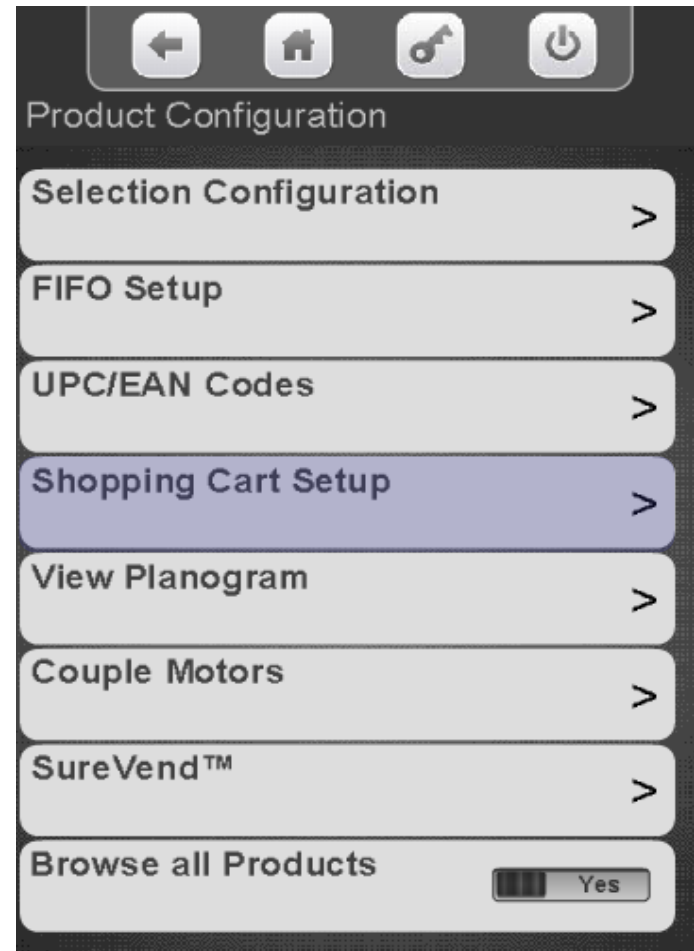 Product Configuration
Selection Configuration
>
FIFO Setup
>
UPC/EAN Codes
>
Shopping Cart Setup
>
View Planogram
>
Couple Motors
>
SureVend™
>
Browse all Products
Yes